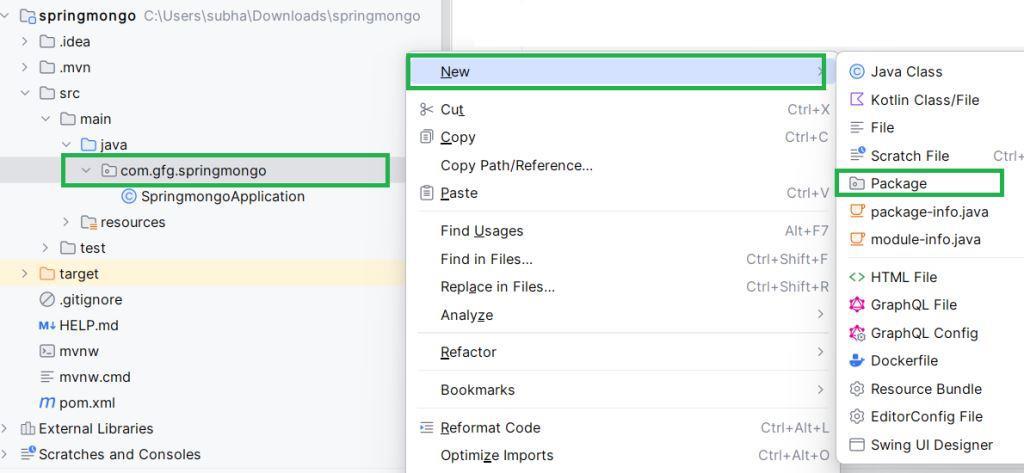 springmongo C:\Users\subha\Downloads\springmongo
.idea
.mvn
src
main
java
com.gfg.springmongo
SpringmongoApplication
resources
test
target
.gitignore
HELP.md
mvnw
mvnw.cmd
pom.xml
External Libraries
Scratches and Consoles
New
Cut Ctrl+X
Copy Ctrl+C
Copy Path/Reference...
Paste Ctrl+V
Find Usages Alt+F7
Find in Files... Ctrl+Shift+F
Replace in Files... Ctrl+Shift+R
Analyze
Refactor
Bookmarks
Reformat Code Ctrl+Alt+L
Optimize Imports Ctrl+Alt+O
Java Class
Kotlin Class/File
File
Scratch File Ctrl+
Package
package-info.java
module-info.java
HTML File
GraphQL File
GraphQL Config
Dockerfile
Resource Bundle
EditorConfig File
Swing UI Designer